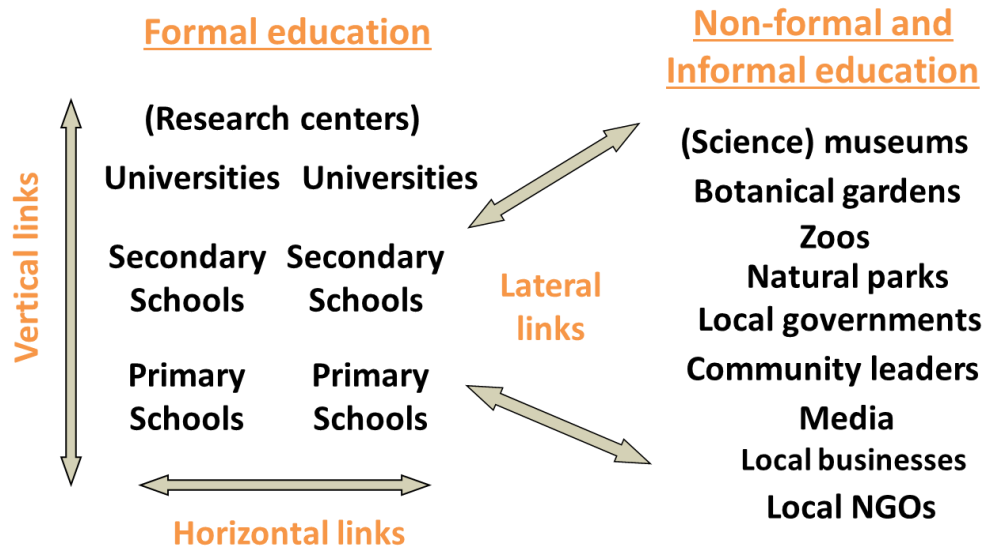 Formal education
Vertical links
(Research centers)
Universities Universities
Secondary Secondary
Schools Schools
Primary Primary
Schools Schools
Horizontal links
Lateral
links
Non-formal and
Informal education
(Science) museums
Botanical gardens
Zoos
Natural parks
Local governments
Community leaders
Media
Local businesses
Local NGOs